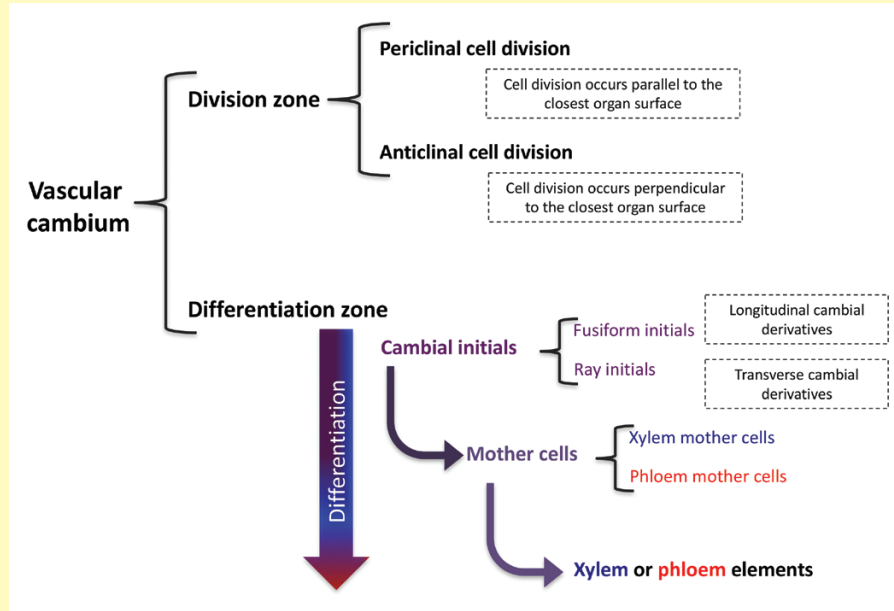 Periclinal cell division
Cell division occurs parallel to the
closest organ surface
Division zone
Anticlinal cell division
Cell division occurs perpendicular
to the closest organ surface
Vascular
cambium
Differentiation zone
Differentiation
Cambial initials
Fusiform initials
Longitudinal cambial
derivatives
Ray initials
Transverse cambial
derivatives
Mother cells
Xylem mother cells
Phloem mother cells
Xylem or phloem elements